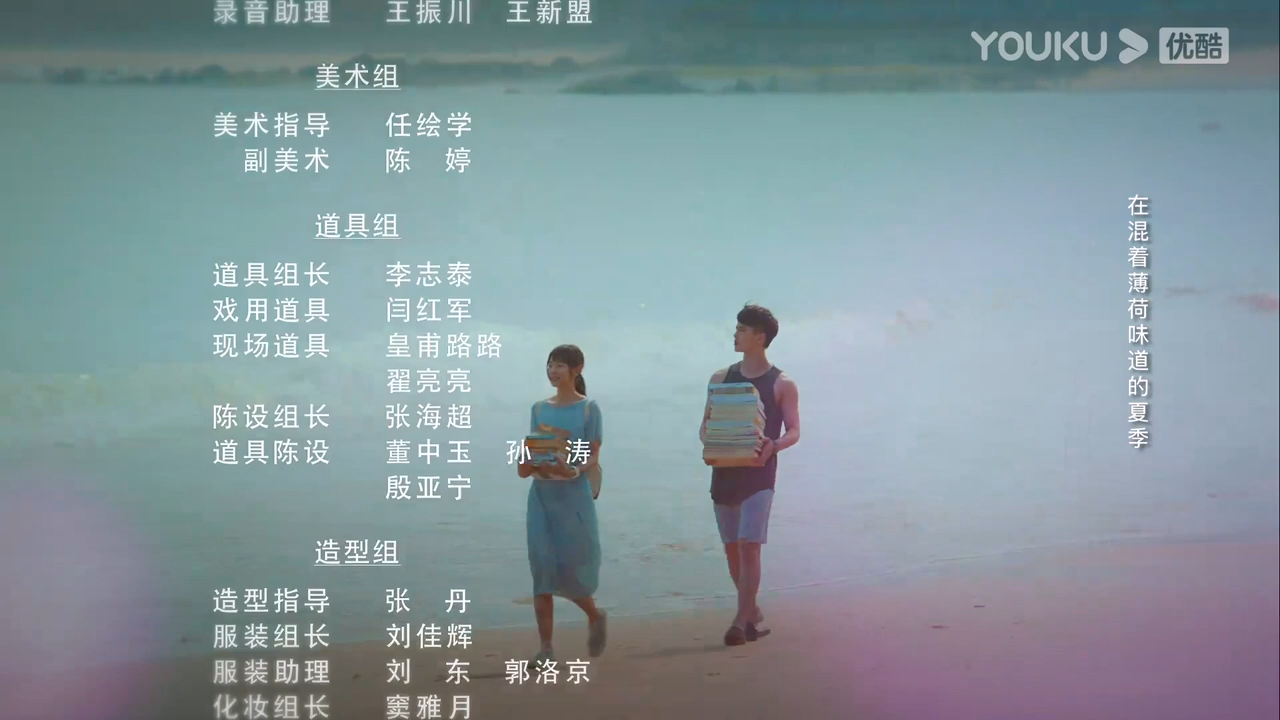 录音助理 王振川 王新盟
YOUKU 优酷
美术组
美术指导 任绘学
副美术 陈 婷
道具组
道具组长 李志泰
戏用道具 闫红军
现场道具 皇甫路路
翟亮亮
陈设组长 张海超
道具陈设 董中玉 孙 涛
殷亚宁
造型组
造型指导 张 丹
服装组长 刘佳辉
服装助理 刘 东 郭洛京
化妆组长 窦雅月
在混着薄荷味道的夏季